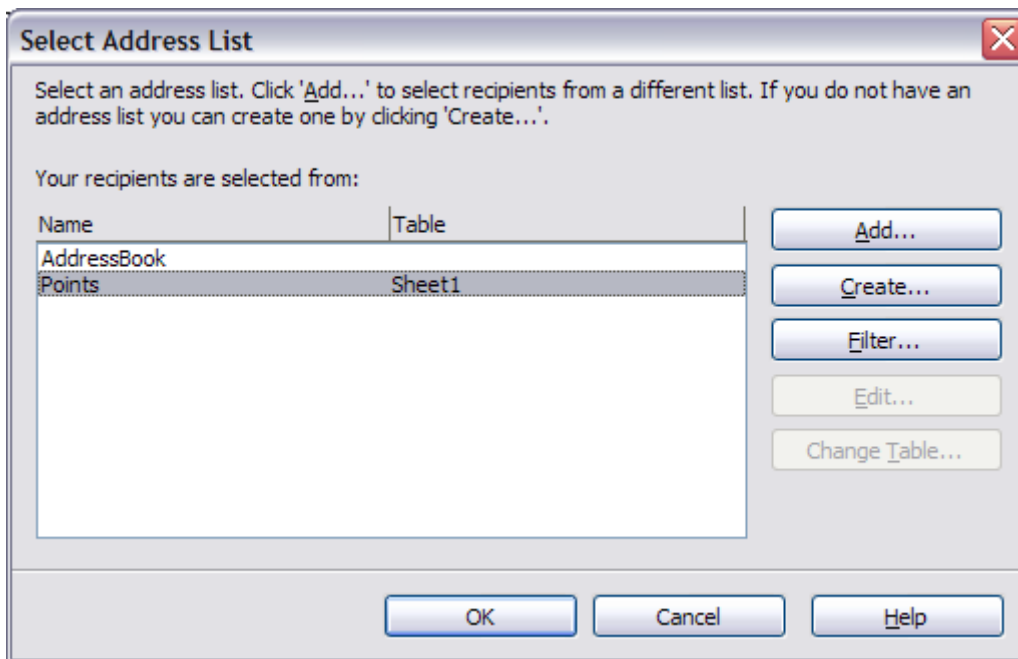 Select Address List
Select an address list. Click 'Add...' to select recipients from a different list. If you do not have an
address list you can create one by clicking 'Create...'.
Your recipients are selected from:
Name Table
AddressBook
Points Sheet1
Add...
Create...
Filter...
Edit...
Change Table...
OK Cancel Help